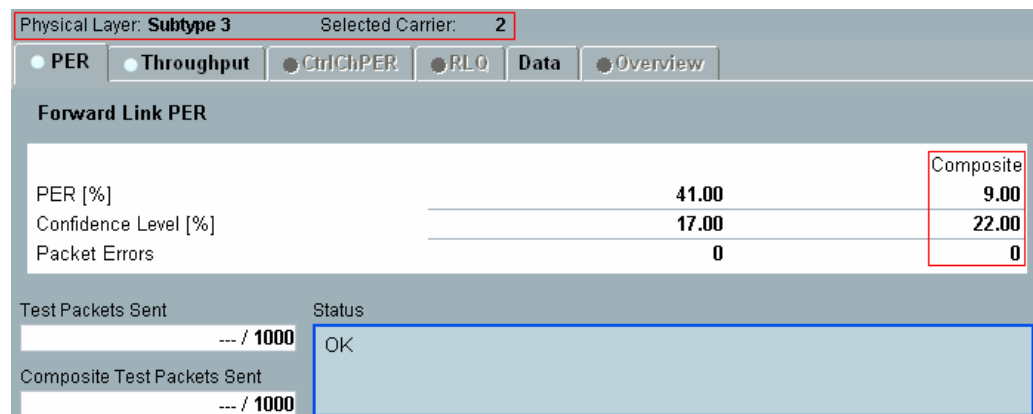 Physical Layer: Subtype 3 Selected Carrier: 2
PER Throughput CtrlChPER RLQ Data Overview
Forward Link PER
Composite
PER [%] 41.00 9.00
Confidence Level [%] 17.00 22.00
Packet Errors 0 0
Test Packets Sent Status
--- / 1000 OK
Composite Test Packets Sent
--- / 1000